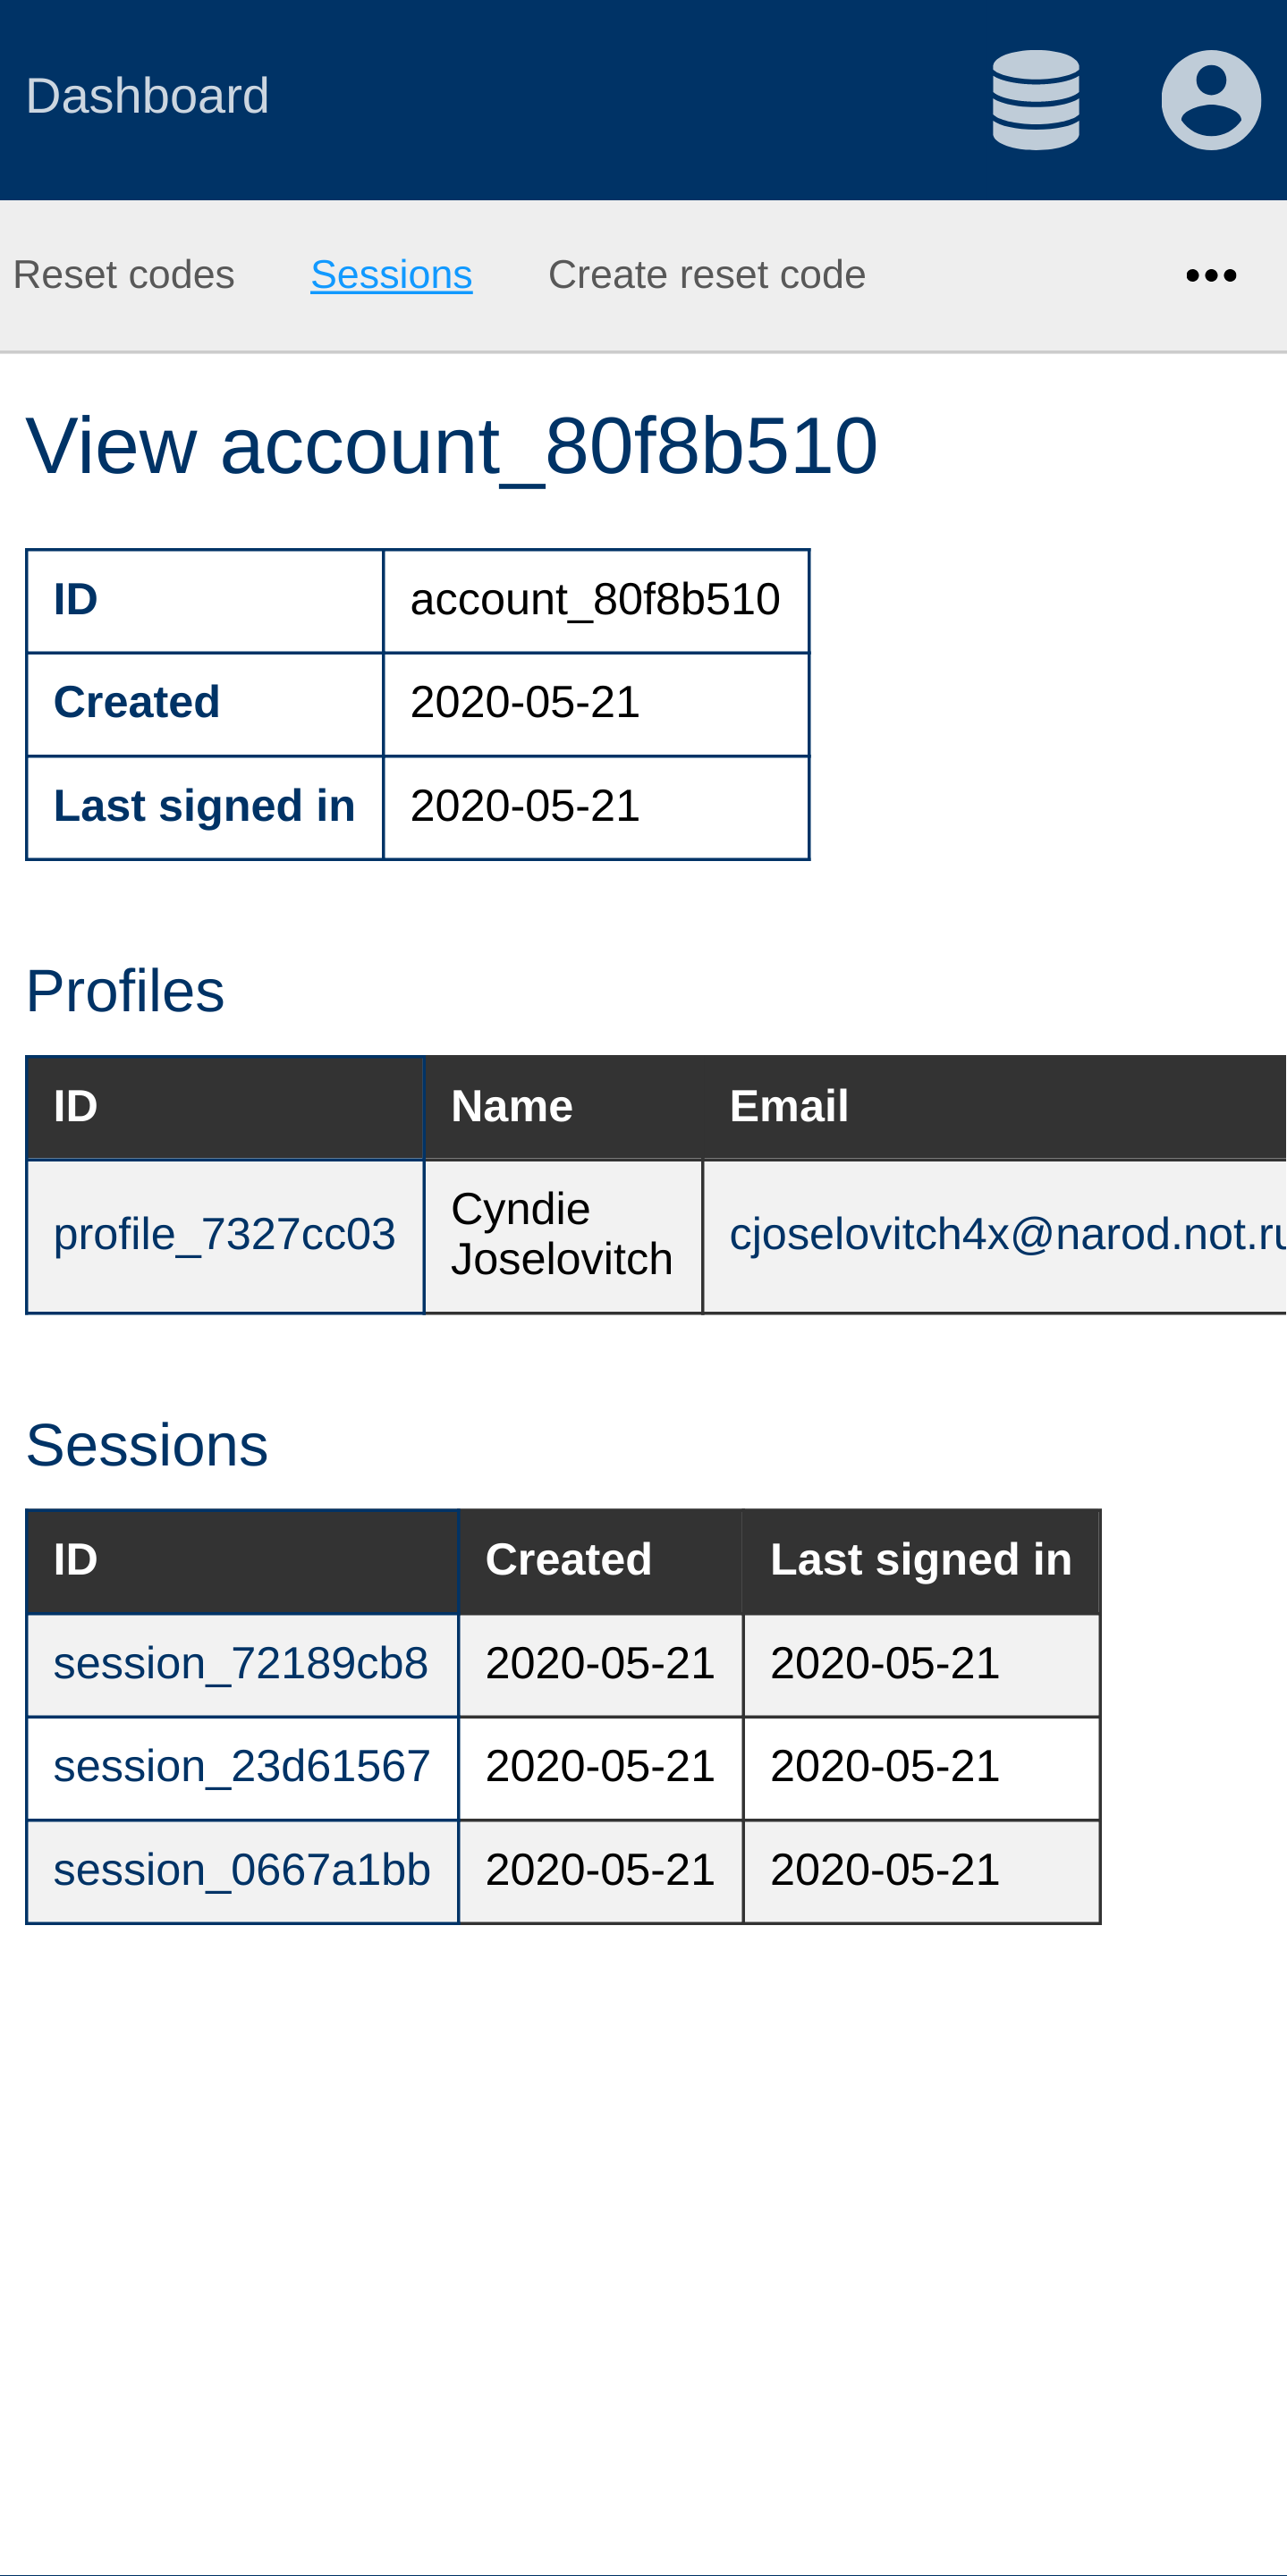 Dashboard
Reset codes Sessions Create reset code •••
View account_80f8b510
ID account_80f8b510
Created 2020-05-21
Last signed in 2020-05-21
Profiles
ID Name Email
profile_7327cc03 Cyndie Joselovitch cjoselovitch4x@narod.not.ru
Sessions
ID Created Last signed in
session_72189cb8 2020-05-21 2020-05-21
session_23d61567 2020-05-21 2020-05-21
session_0667a1bb 2020-05-21 2020-05-21